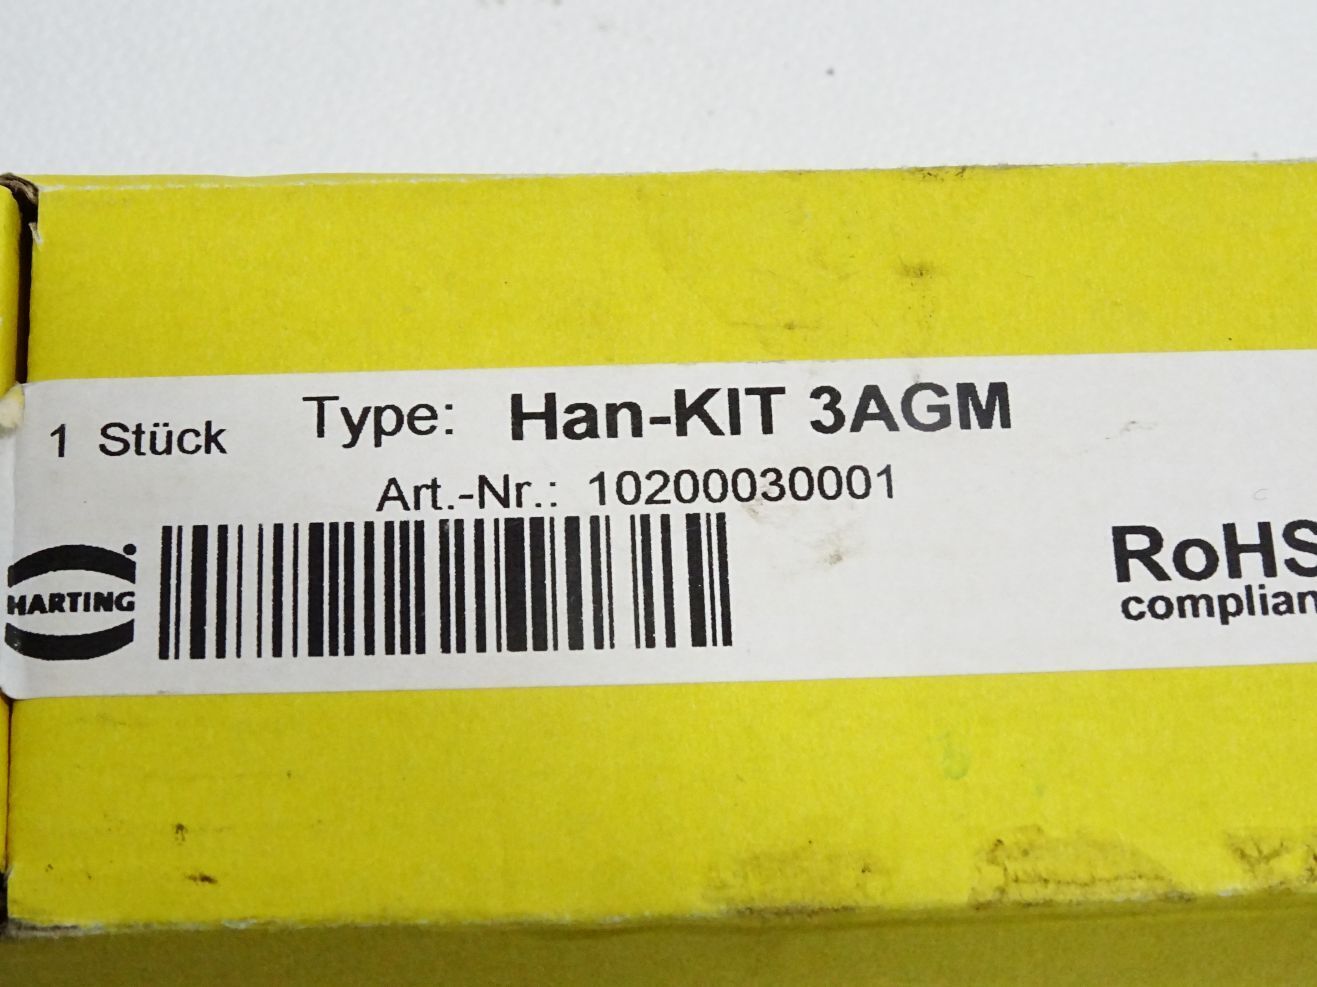 1 Stück Type: Han-KIT 3AGM
Art.-Nr.: 10200030001
HARTING
RoHS
complian